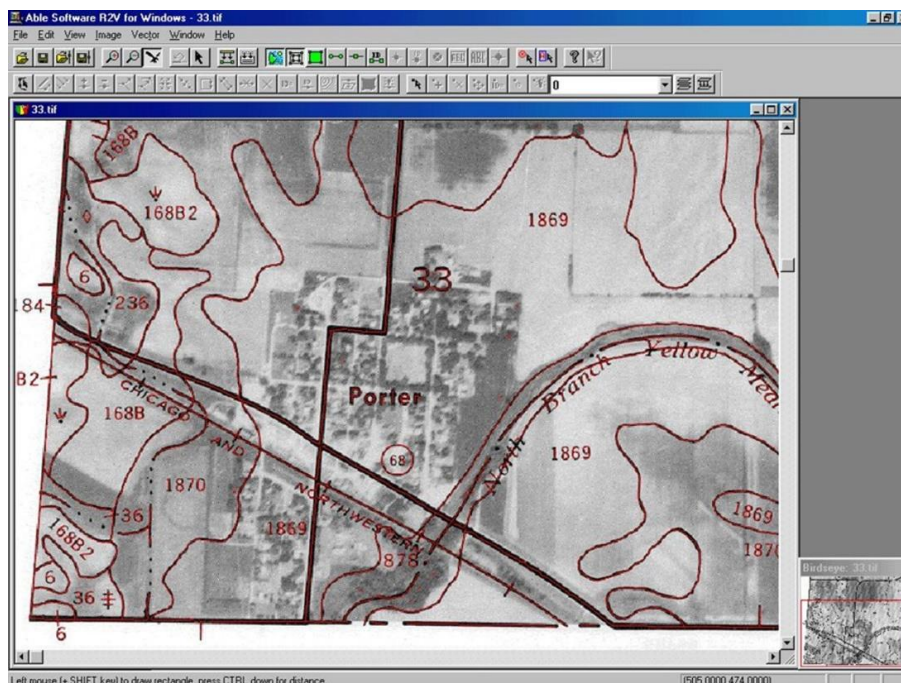 Able Software R2V for Windows - 33.tif
File Edit View Image Vector Window Help
0
33.tif
168B
168B2
1869
6
33
184
236
North Branch Yellow
B2
CHICAGO AND NORTHWESTERN
Porter
168B
68
1869
1870
1869
36
1869
168B2
878
1870
6
36
6
Birdseye: 33.tif
Left mouse (+ SHIFT key) to draw rectangle, press CTRL down for distance
(505.0000,474.0000)